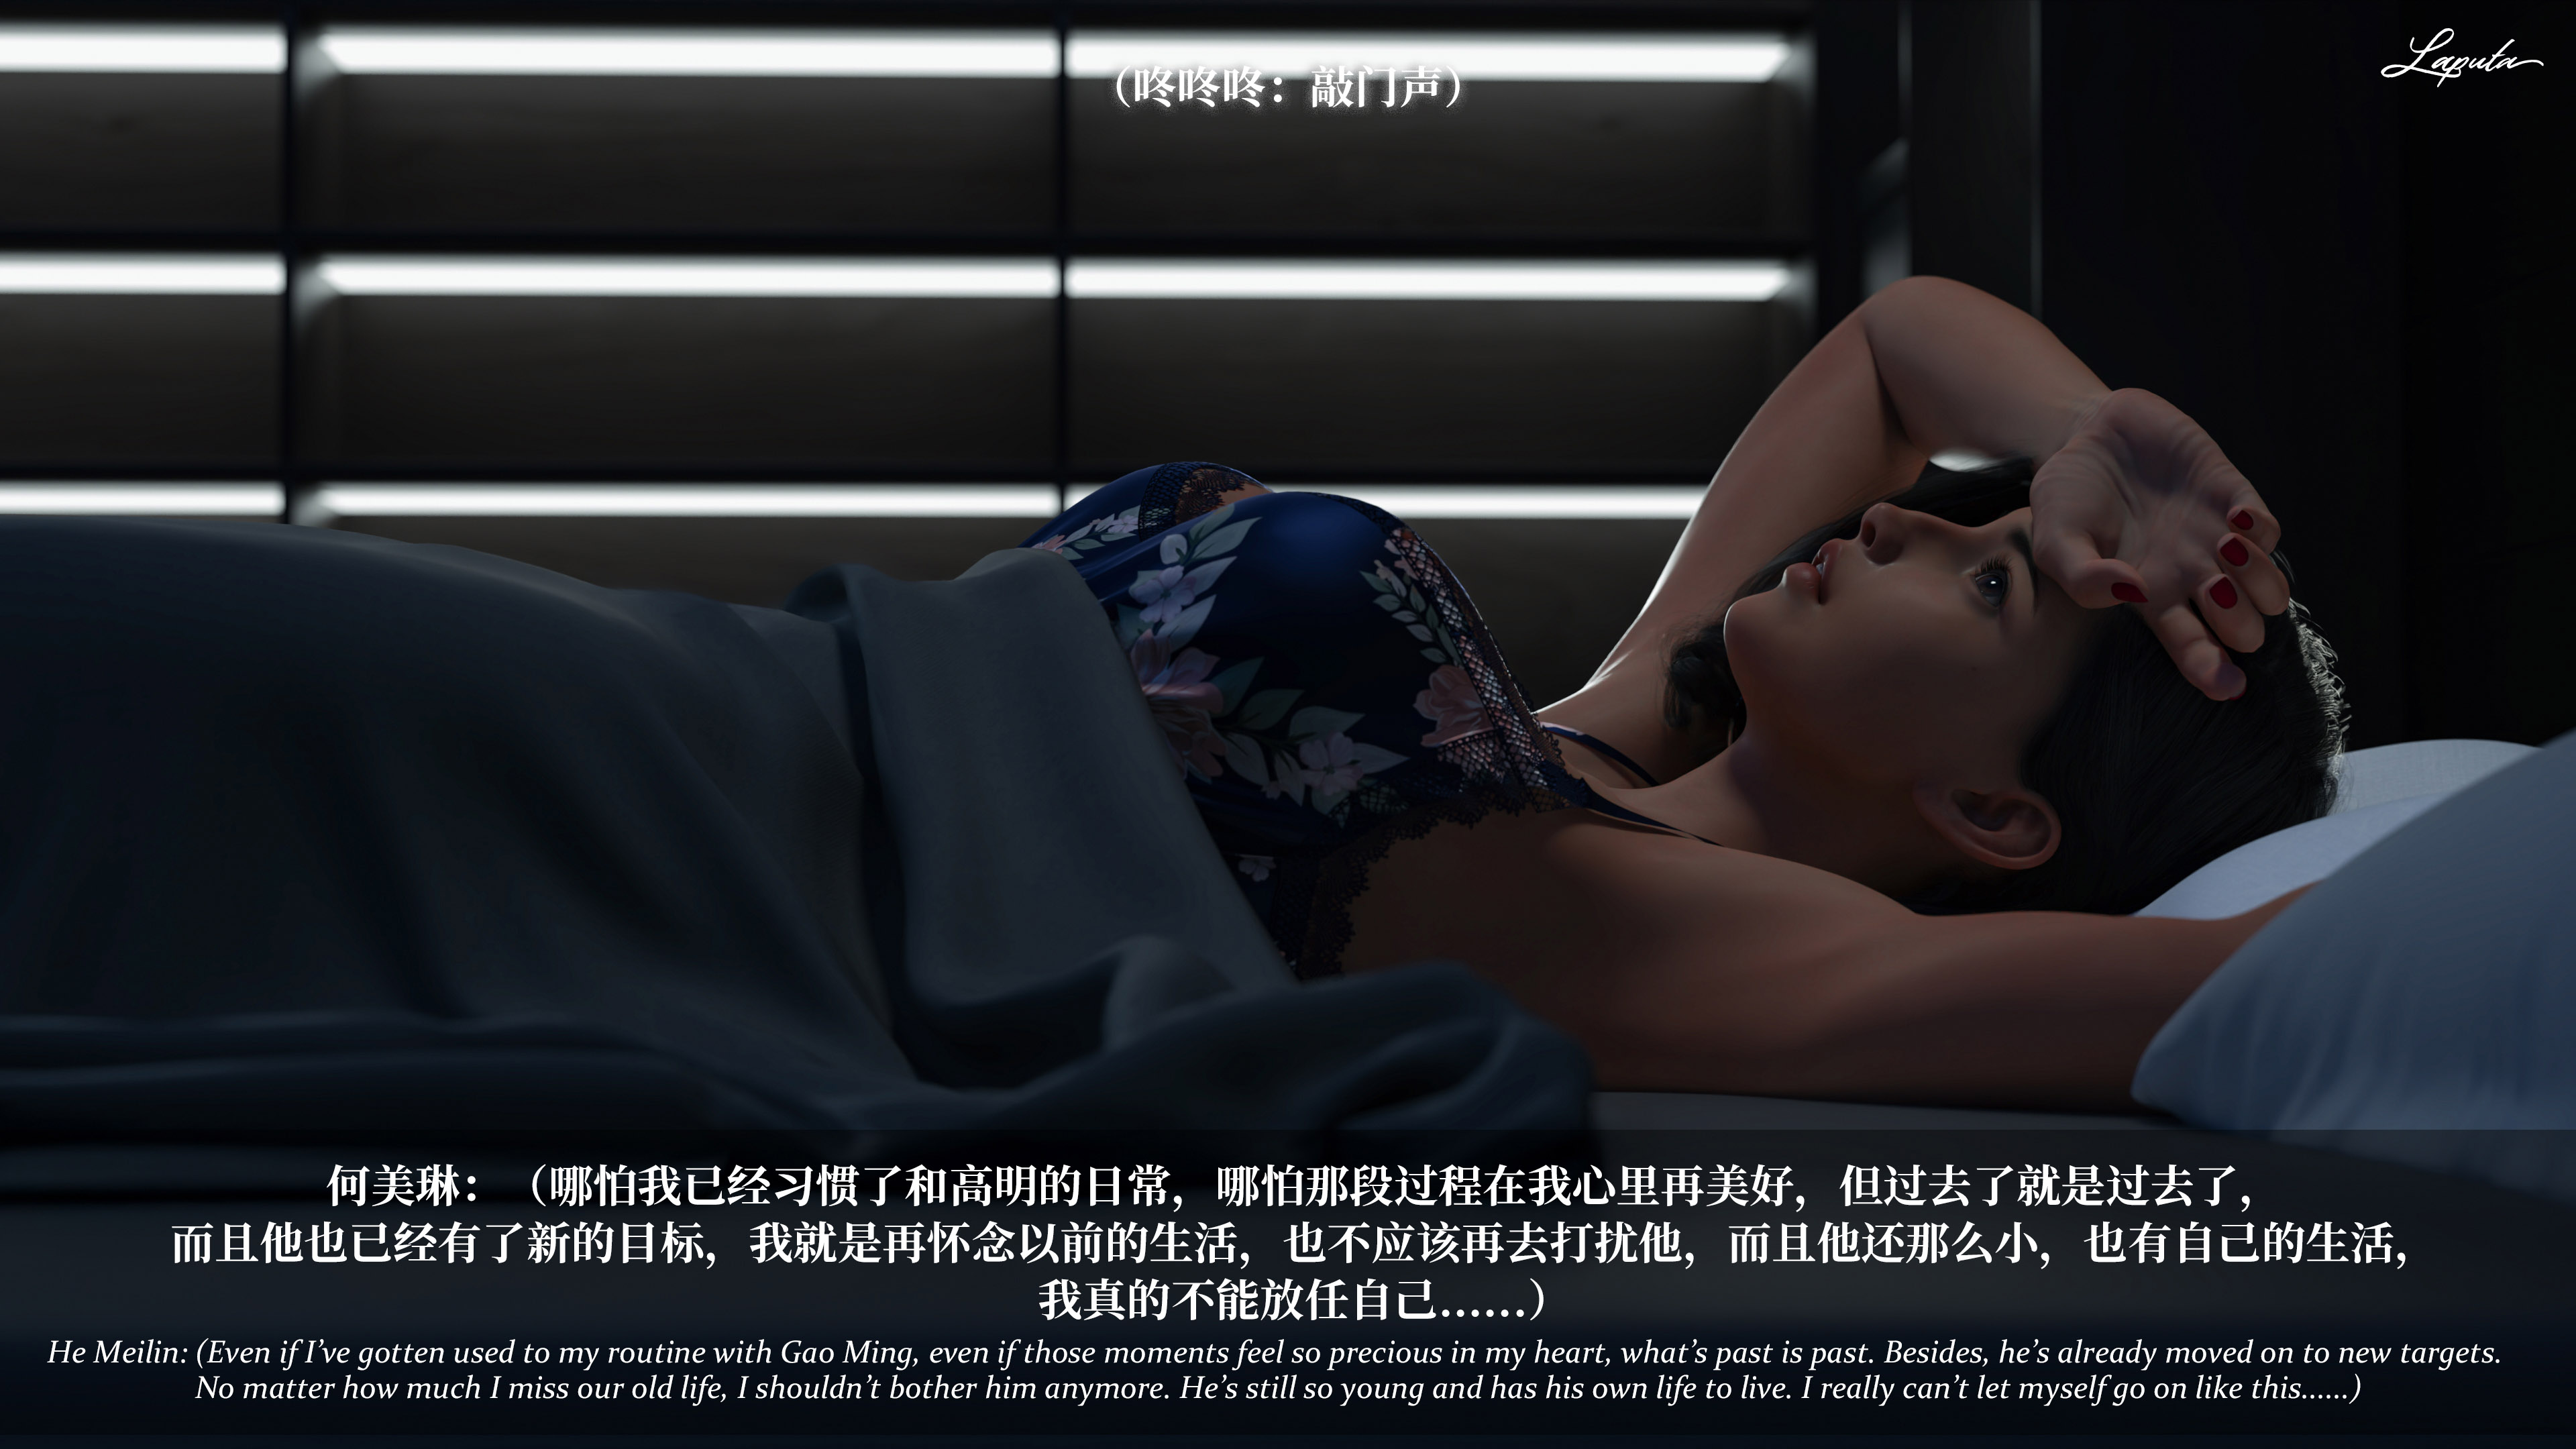 Laputa
（咚咚咚：敲门声）
何美琳：（哪怕我已经习惯了和高明的日常，哪怕那段过程在我心里再美好，但过去了就是过去了，
而且他也已经有了新的目标，我就是再怀念以前的生活，也不应该再去打扰他，而且他还那么小，也有自己的生活，
我真的不能放任自己......）
He Meilin: (Even if I’ve gotten used to my routine with Gao Ming, even if those moments feel so precious in my heart, what’s past is past. Besides, he’s already moved on to new targets.
No matter how much I miss our old life, I shouldn’t bother him anymore. He’s still so young and has his own life to live. I really can’t let myself go on like this......)